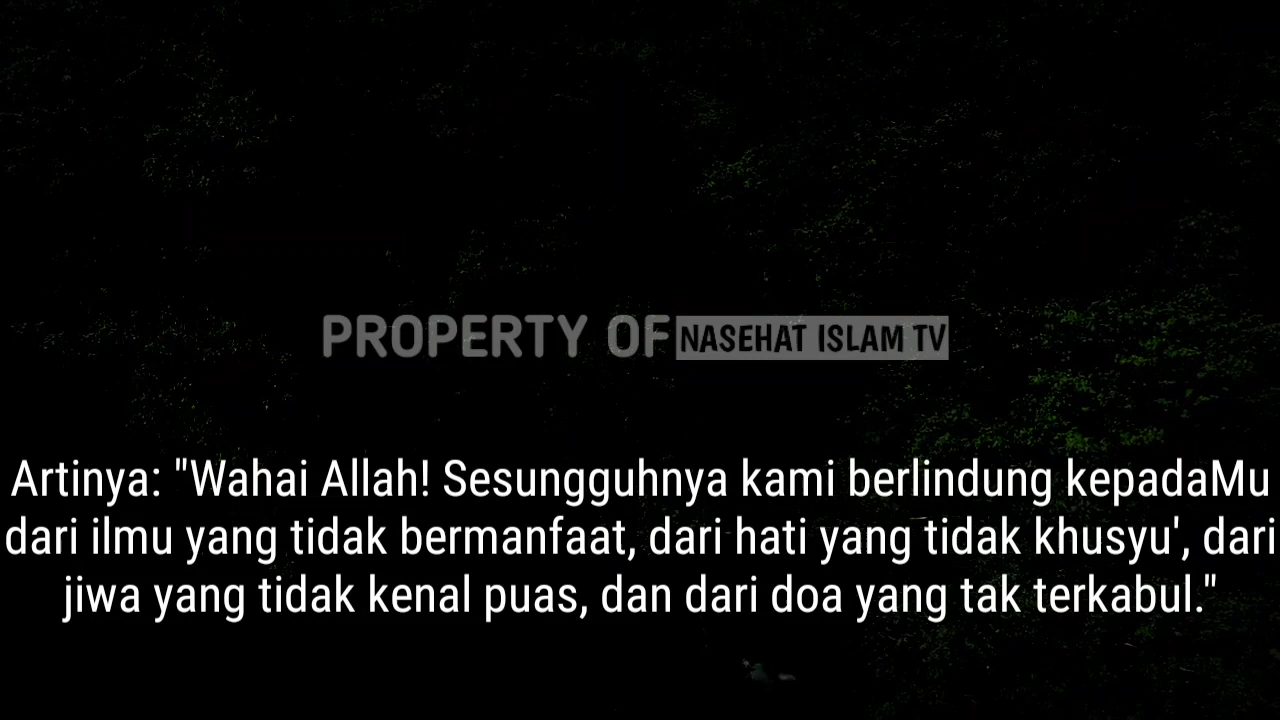 PROPERTY OF NASEHAT ISLAM TV
Artinya: "Wahai Allah! Sesungguhnya kami berlindung kepadaMu
dari ilmu yang tidak bermanfaat, dari hati yang tidak khusyu', dari
jiwa yang tidak kenal puas, dan dari doa yang tak terkabul."